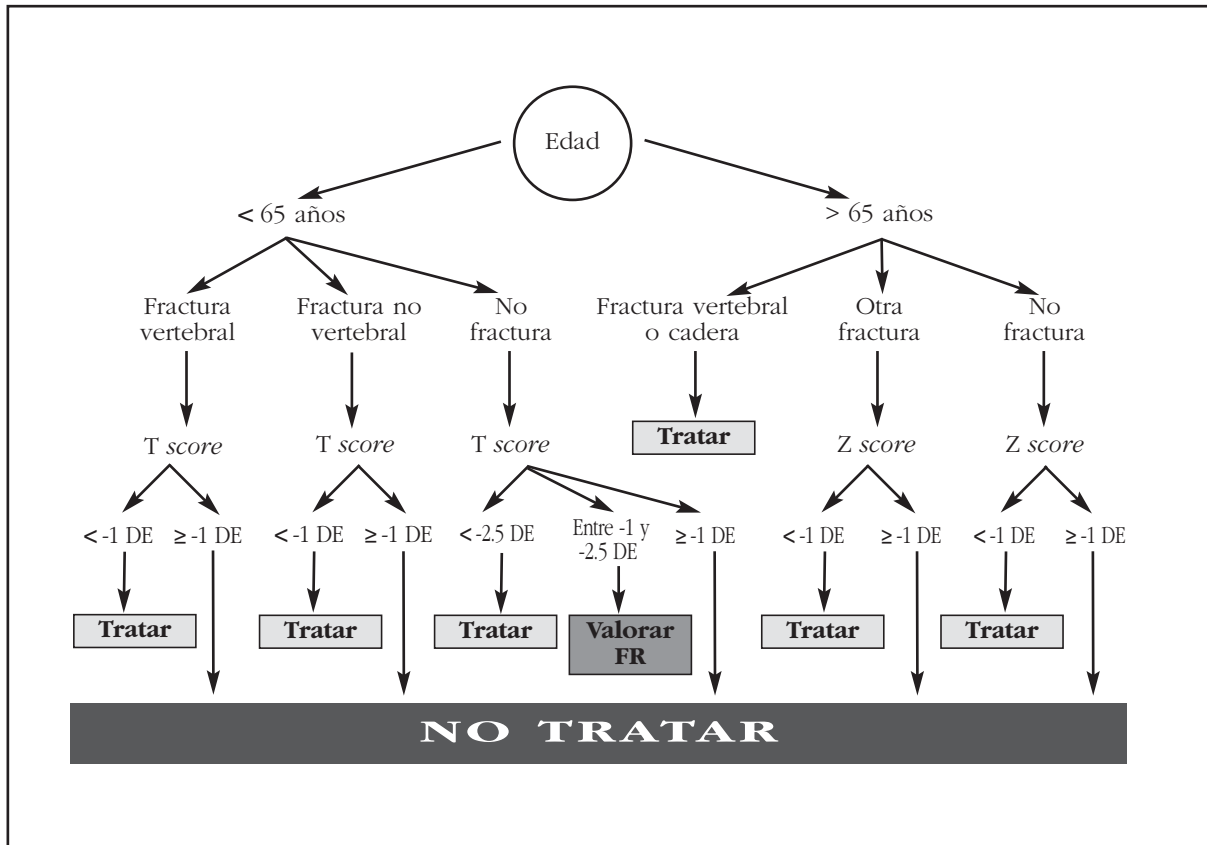 Edad
< 65 años
> 65 años
Fractura
vertebral
Fractura no
vertebral
No
fractura
Fractura vertebral
o cadera
Otra
fractura
No
fractura
Tratar
T score
T score
T score
Z score
Z score
< -1 DE
≥ -1 DE
< -1 DE
≥ -1 DE
< -2.5 DE
Entre -1 y
-2.5 DE
≥ -1 DE
< -1 DE
≥ -1 DE
< -1 DE
≥ -1 DE
Tratar
Tratar
Tratar
Valorar
FR
Tratar
Tratar
NO TRATAR